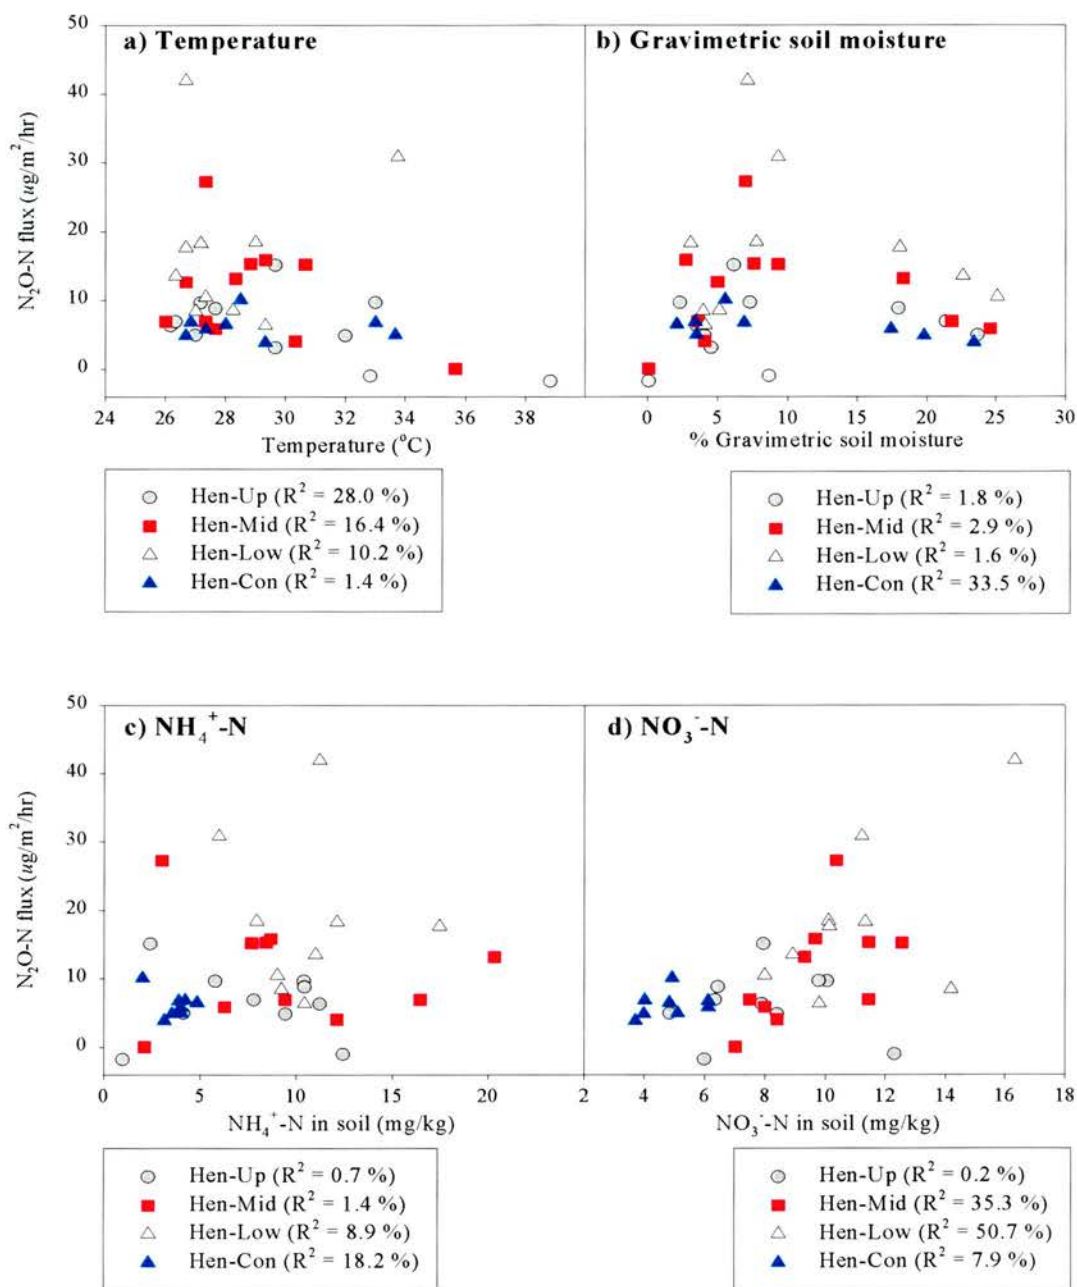 a) Temperature
b) Gravimetric soil moisture
N₂O-N flux (ug/m²/hr)
50
40
30
20
10
0
24 26 28 30 32 34 36 38
0 5 10 15 20 25 30
Temperature (°C)
% Gravimetric soil moisture
Hen-Up (R² = 28.0 %)
Hen-Mid (R² = 16.4 %)
Hen-Low (R² = 10.2 %)
Hen-Con (R² = 1.4 %)
Hen-Up (R² = 1.8 %)
Hen-Mid (R² = 2.9 %)
Hen-Low (R² = 1.6 %)
Hen-Con (R² = 33.5 %)
c) NH₄⁺-N
d) NO₃⁻-N
N₂O-N flux (ug/m²/hr)
50
40
30
20
10
0
0 5 10 15 20
2 4 6 8 10 12 14 16 18
NH₄⁺-N in soil (mg/kg)
NO₃⁻-N in soil (mg/kg)
Hen-Up (R² = 0.7 %)
Hen-Mid (R² = 1.4 %)
Hen-Low (R² = 8.9 %)
Hen-Con (R² = 18.2 %)
Hen-Up (R² = 0.2 %)
Hen-Mid (R² = 35.3 %)
Hen-Low (R² = 50.7 %)
Hen-Con (R² = 7.9 %)